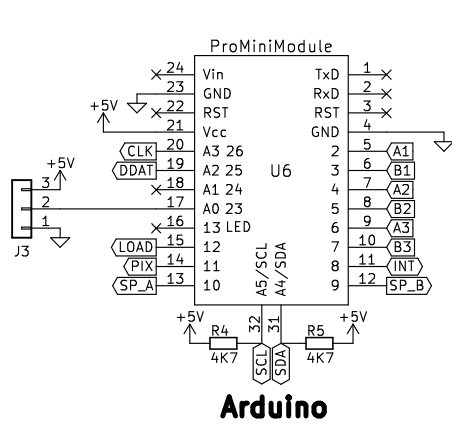 ProMiniModule
24 Vin TxD 1
23 GND RxD 2
22 RST RST 3
+5V
21 Vcc GND 4
CLK 20 A3 26 2 5 A1
DDAT 19 A2 25 U6 3 6 B1
+5V
3 18 A1 24 4 7 A2
2 17 A0 23 5 8 B2
1 16 13 LED 6 9 A3
J3
LOAD 15 12 7 10 B3
PIX 14 11 8 11 INT
SP_A 13 10 9 12 SP_B
A5/SCL A4/SDA
+5V 32 31 +5V
R4 R5
4K7 4K7
SCL SDA
Arduino